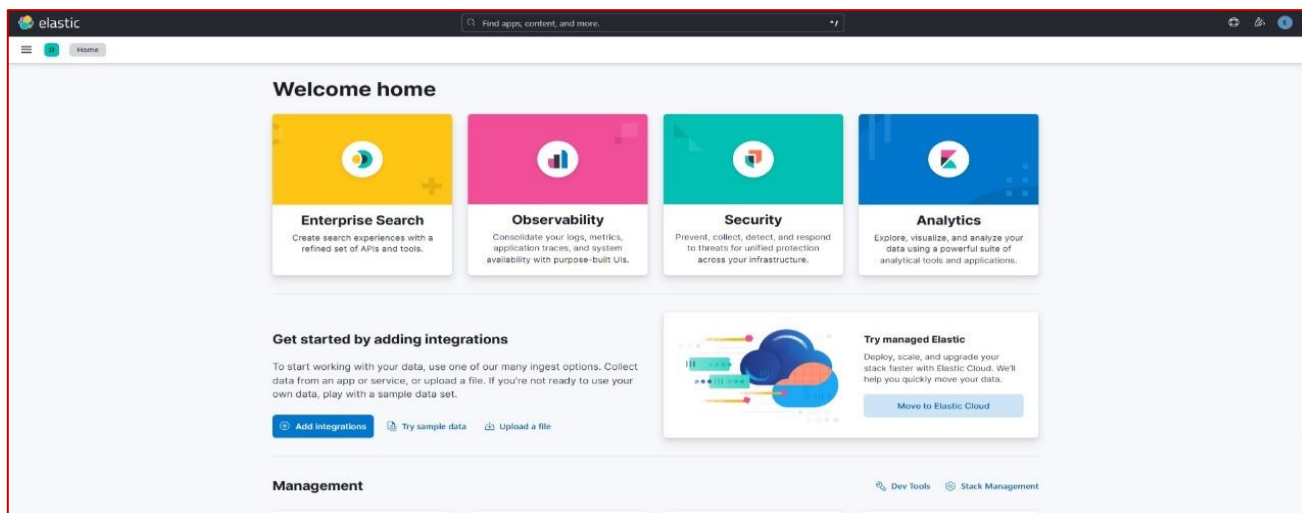 elastic
Find apps, content, and more.
^/
E
D
Home
Welcome home
Enterprise Search
Create search experiences with a
refined set of APIs and tools.
Observability
Consolidate your logs, metrics,
application traces, and system
availability with purpose-built UIs.
Security
Prevent, collect, detect, and respond
to threats for unified protection
across your infrastructure.
Analytics
Explore, visualize, and analyze your
data using a powerful suite of
analytical tools and applications.
Get started by adding integrations
To start working with your data, use one of our many ingest options. Collect
data from an app or service, or upload a file. If you're not ready to use your
own data, play with a sample data set.
Add integrations
Try sample data
Upload a file
Try managed Elastic
Deploy, scale, and upgrade your
stack faster with Elastic Cloud. We'll
help you quickly move your data.
Move to Elastic Cloud
Management
Dev Tools
Stack Management